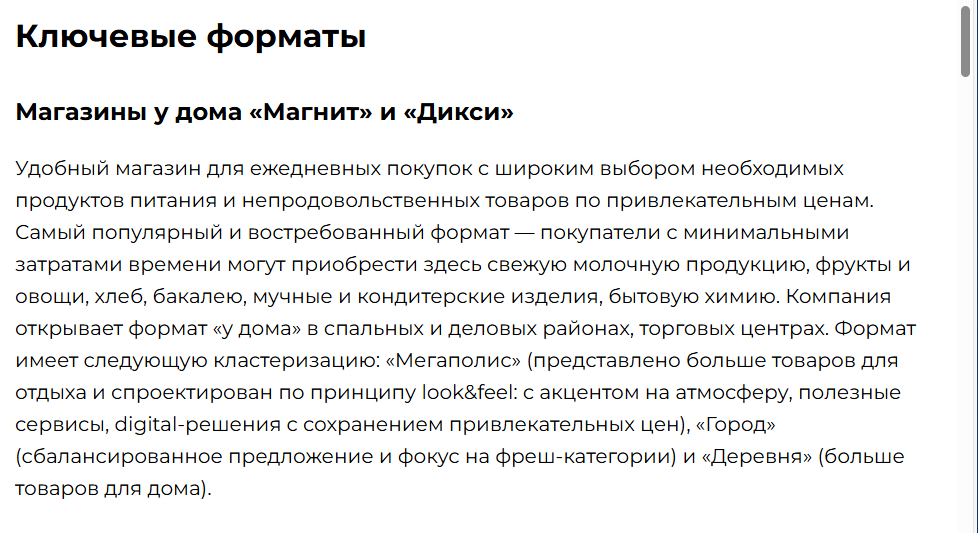 Ключевые форматы
Магазины у дома «Магнит» и «Дикси»
Удобный магазин для ежедневных покупок с широким выбором необходимых
продуктов питания и непродовольственных товаров по привлекательным ценам.
Самый популярный и востребованный формат — покупатели с минимальными
затратами времени могут приобрести здесь свежую молочную продукцию, фрукты и
овощи, хлеб, бакалею, мучные и кондитерские изделия, бытовую химию. Компания
открывает формат «у дома» в спальных и деловых районах, торговых центрах. Формат
имеет следующую кластеризацию: «Мегаполис» (представлено больше товаров для
отдыха и спроектирован по принципу look&feel: с акцентом на атмосферу, полезные
сервисы, digital-решения с сохранением привлекательных цен), «Город»
(сбалансированное предложение и фокус на фреш-категории) и «Деревня» (больше
товаров для дома).